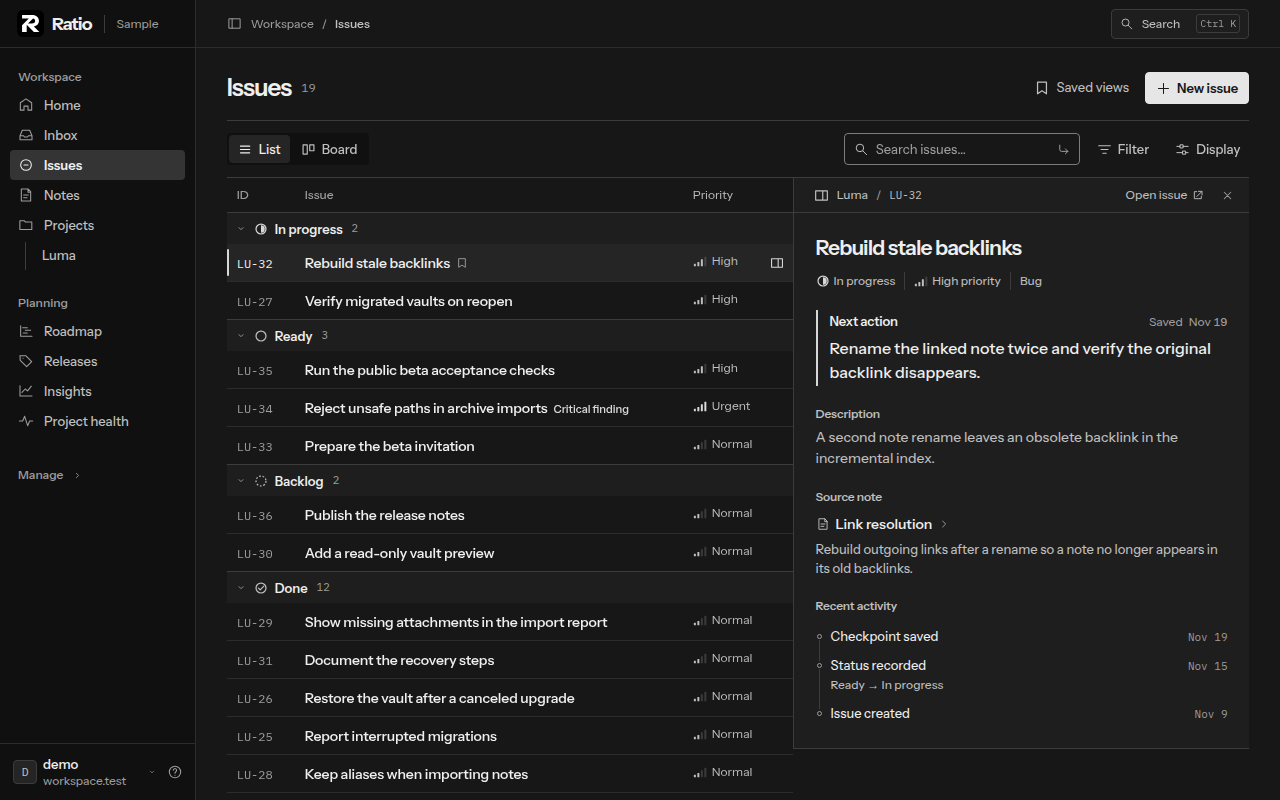 Ratio
Sample
Workspace / Issues
Search
Ctrl K
Workspace
Home
Inbox
Issues
Notes
Projects
Luma
Planning
Roadmap
Releases
Insights
Project health
Manage
D
demo
workspace.test
Issues 19
Saved views
New issue
List
Board
Search issues...
Filter
Display
ID Issue Priority
In progress 2
LU-32 Rebuild stale backlinks High
LU-27 Verify migrated vaults on reopen High
Ready 3
LU-35 Run the public beta acceptance checks High
LU-34 Reject unsafe paths in archive imports Critical finding Urgent
LU-33 Prepare the beta invitation Normal
Backlog 2
LU-36 Publish the release notes Normal
LU-30 Add a read-only vault preview Normal
Done 12
LU-29 Show missing attachments in the import report Normal
LU-31 Document the recovery steps Normal
LU-26 Restore the vault after a canceled upgrade Normal
LU-25 Report interrupted migrations Normal
LU-28 Keep aliases when importing notes Normal
Luma / LU-32
Open issue
Rebuild stale backlinks
In progress High priority Bug
Next action Saved Nov 19
Rename the linked note twice and verify the original
backlink disappears.
Description
A second note rename leaves an obsolete backlink in the
incremental index.
Source note
Link resolution
Rebuild outgoing links after a rename so a note no longer appears in
its old backlinks.
Recent activity
Checkpoint saved Nov 19
Status recorded Nov 15
Ready → In progress
Issue created Nov 9